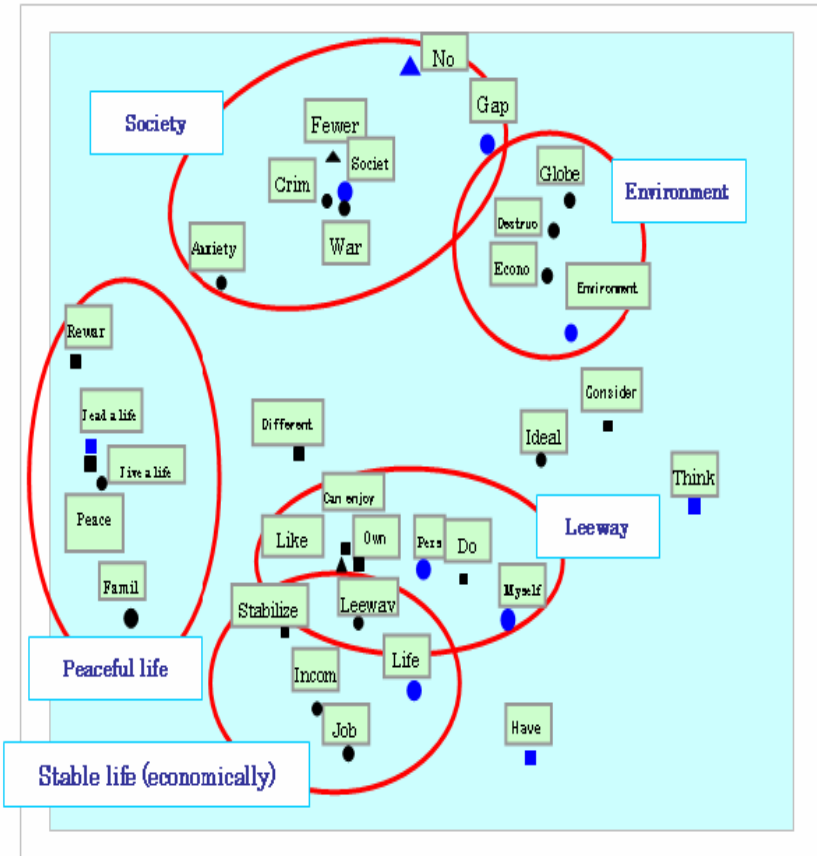 No
Gap
Society
Fewer
Societ
Globe
Crim
Environment
Destruc
War
Anxiety
Econo
Environment
Rewar
Consider
Lead a life
Different
Ideal
Live a life
Think
Can enjoy
Peace
Leeway
Like
Own
Pers
Do
Famil
Myself
Stabilize
Leeway
Peaceful life
Life
Incom
Job
Have
Stable life (economically)